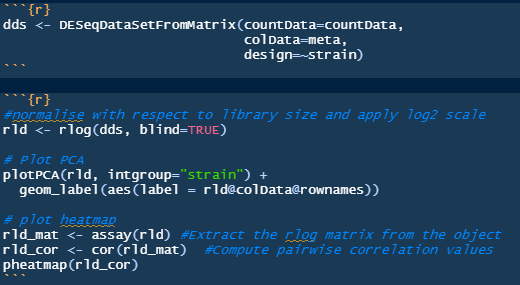 ```{r}
dds <- DESeqDataSetFromMatrix(countData=countData,
                              colData=meta,
                              design=~strain)
```
```{r}
#normalise with respect to library size and apply log2 scale
rld <- rlog(dds, blind=TRUE)
# Plot PCA
plotPCA(rld, intgroup="strain") +
  geom_label(aes(label = rld@colData@rownames))
# plot heatmap
rld_mat <- assay(rld) #Extract the rlog matrix from the object
rld_cor <- cor(rld_mat)  #Compute pairwise correlation values
pheatmap(rld_cor)
```